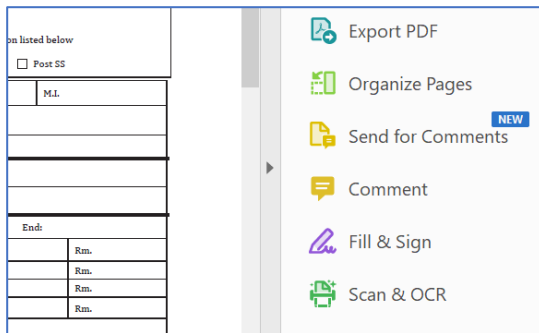 on listed below
Post SS
M.I.
End:
Rm.
Rm.
Rm.
Rm.
Export PDF
Organize Pages
NEW
Send for Comments
Comment
Fill & Sign
Scan & OCR